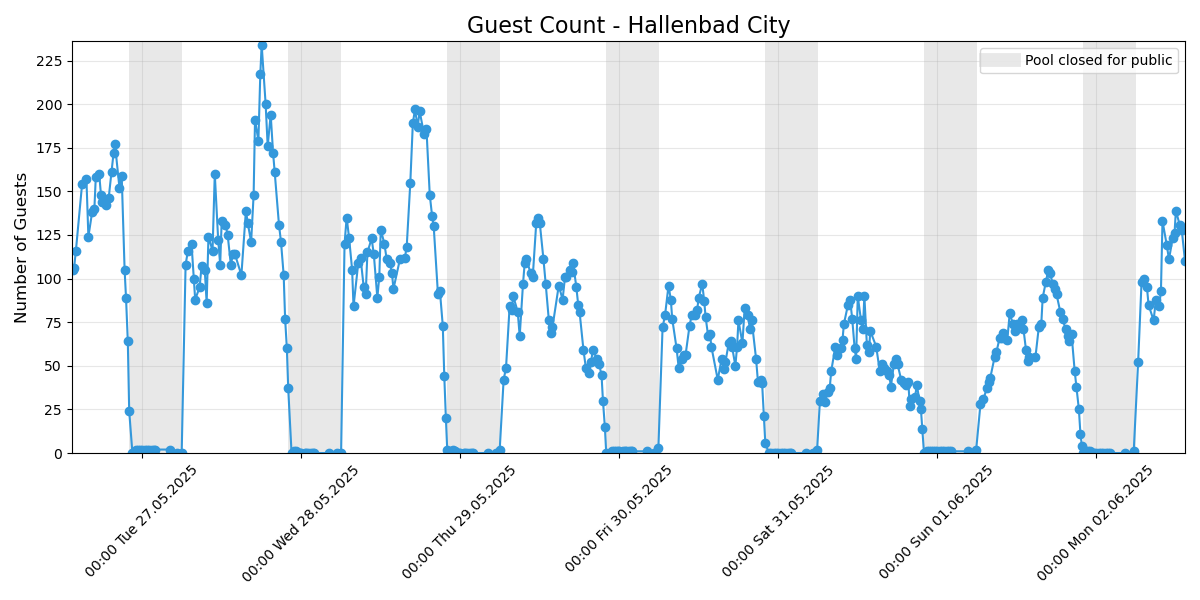 Guest Count - Hallenbad City
Pool closed for public
Number of Guests
225
200
175
150
125
100
75
50
25
0
00:00 Tue 27.05.2025
00:00 Wed 28.05.2025
00:00 Thu 29.05.2025
00:00 Fri 30.05.2025
00:00 Sat 31.05.2025
00:00 Sun 01.06.2025
00:00 Mon 02.06.2025